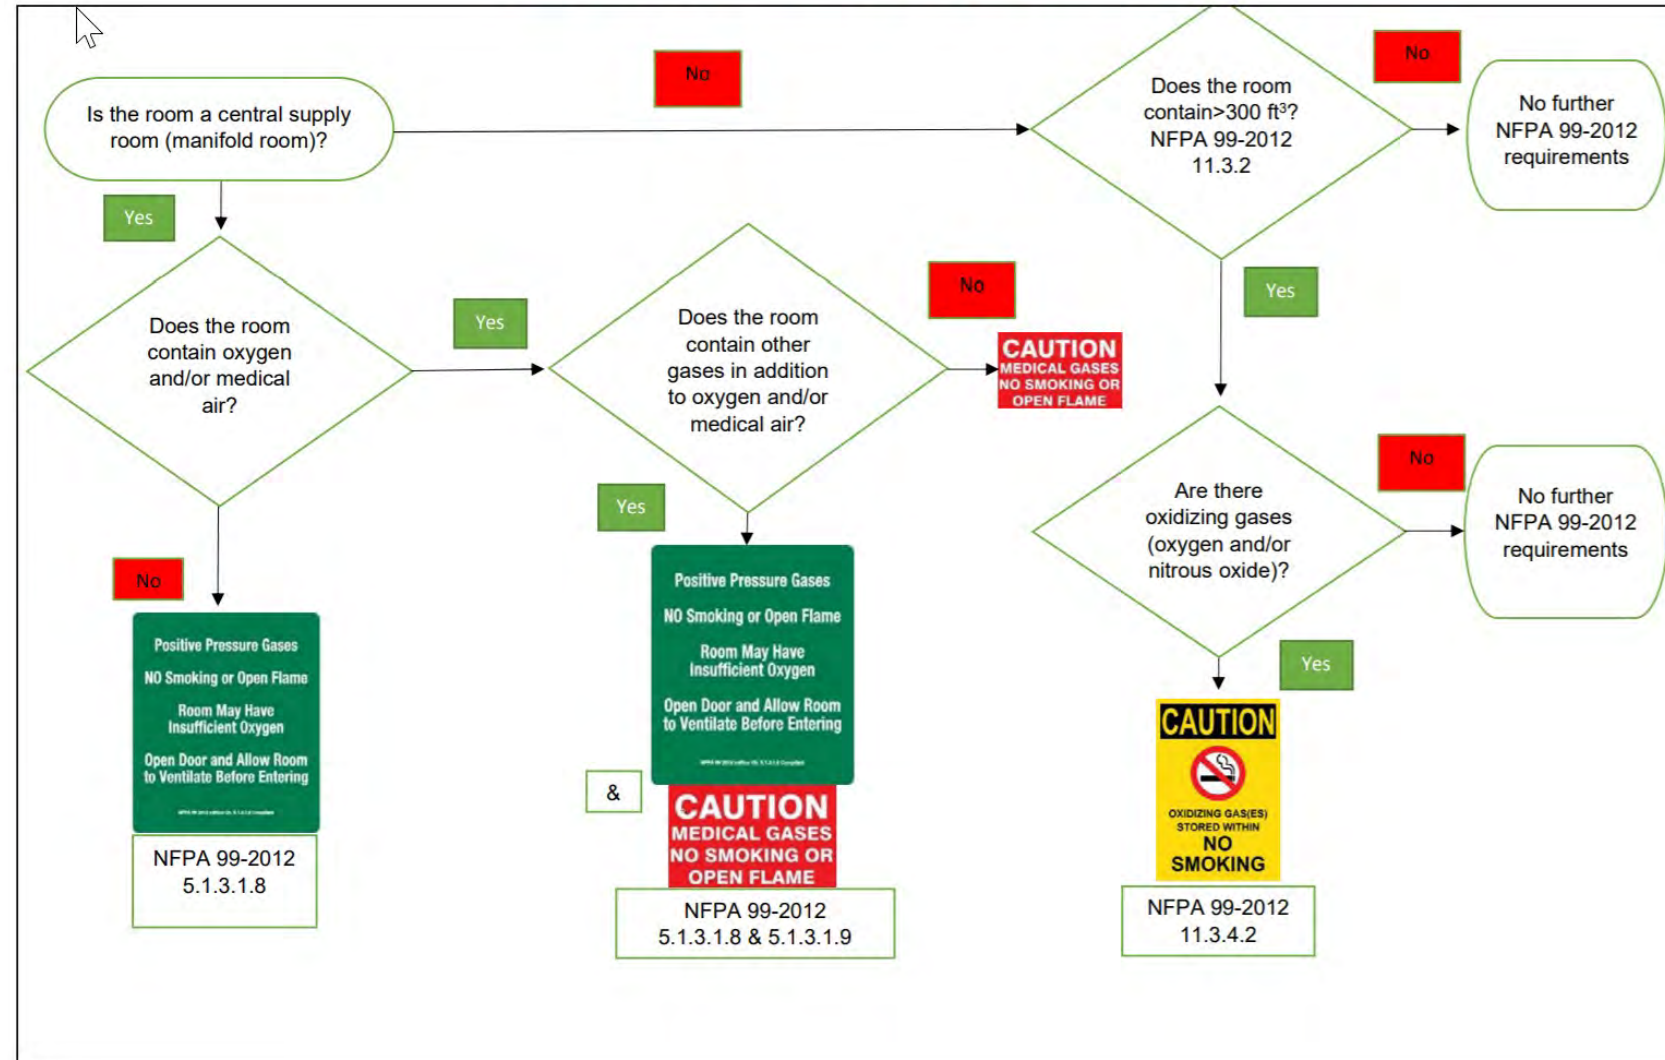 Is the room a central supply
room (manifold room)?
No
Does the room
contain>300 ft³?
NFPA 99-2012
11.3.2
No
No further
NFPA 99-2012
requirements
Yes
Does the room
contain oxygen
and/or medical
air?
Yes
Does the room
contain other
gases in addition
to oxygen and/or
medical air?
No
CAUTION
MEDICAL GASES
NO SMOKING OR
OPEN FLAME
Yes
Are there
oxidizing gases
(oxygen and/or
nitrous oxide)?
No
No further
NFPA 99-2012
requirements
No
Positive Pressure Gases
NO Smoking or Open Flame
Room May Have
Insufficient Oxygen
Open Door and Allow Room
to Ventilate Before Entering
NFPA 99-2012
5.1.3.1.8
Yes
Positive Pressure Gases
NO Smoking or Open Flame
Room May Have
Insufficient Oxygen
Open Door and Allow Room
to Ventilate Before Entering
&
CAUTION
MEDICAL GASES
NO SMOKING OR
OPEN FLAME
NFPA 99-2012
5.1.3.1.8 & 5.1.3.1.9
Yes
CAUTION
OXIDIZING GAS(ES)
STORED WITHIN
NO
SMOKING
NFPA 99-2012
11.3.4.2